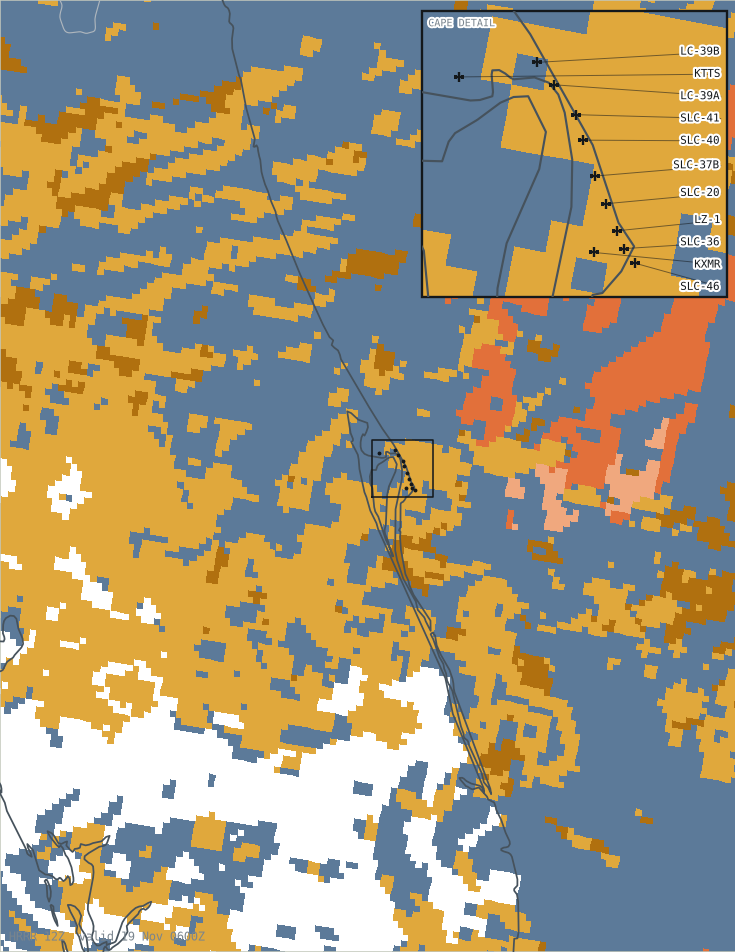 CAPE DETAIL
LC-39B
KTTS
LC-39A
SLC-41
SLC-40
SLC-37B
SLC-20
LZ-1
SLC-36
KXMR
SLC-46
12Z valid 19 Nov 0600Z